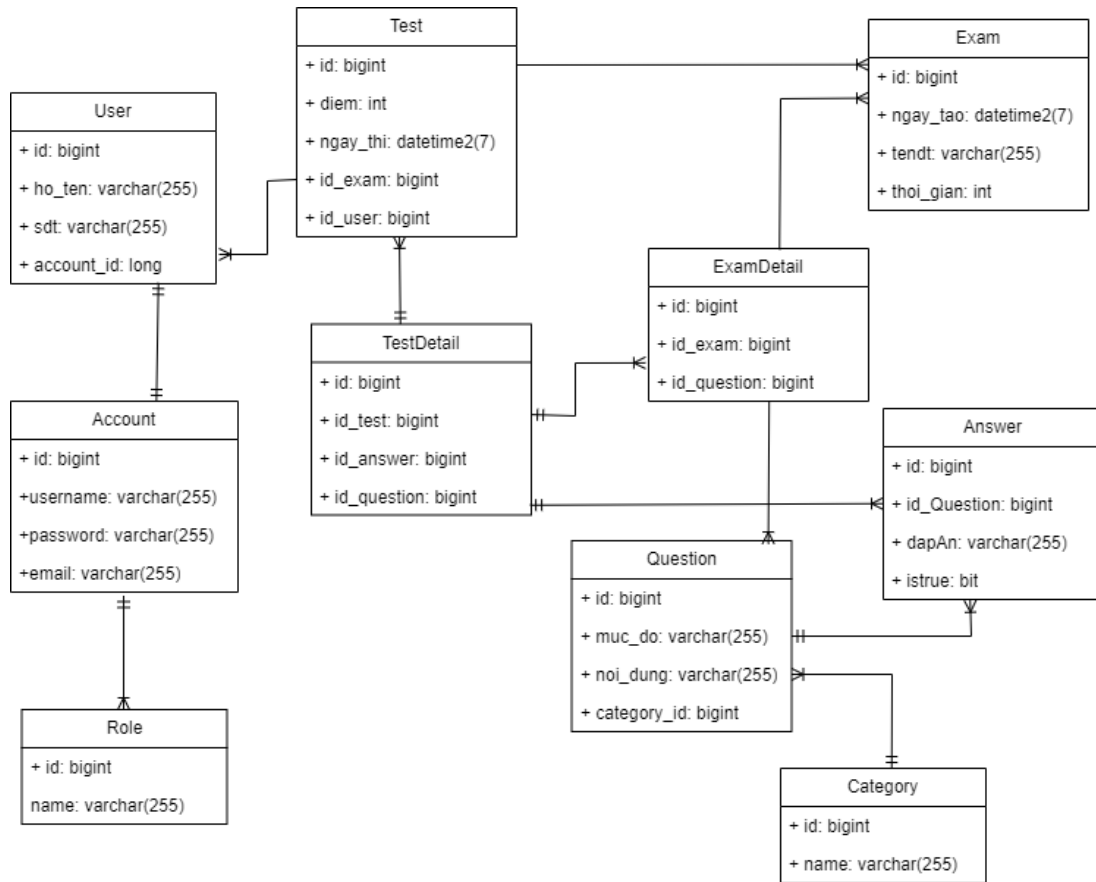 Test
+ id: bigint
+ diem: int
+ ngay_thi: datetime2(7)
+ id_exam: bigint
+ id_user: bigint
Exam
+ id: bigint
+ ngay_tao: datetime2(7)
+ tendt: varchar(255)
+ thoi_gian: int
User
+ id: bigint
+ ho_ten: varchar(255)
+ sdt: varchar(255)
+ account_id: long
ExamDetail
+ id: bigint
+ id_exam: bigint
+ id_question: bigint
TestDetail
+ id: bigint
+ id_test: bigint
+ id_answer: bigint
+ id_question: bigint
Account
+ id: bigint
+username: varchar(255)
+password: varchar(255)
+email: varchar(255)
Answer
+ id: bigint
+ id_Question: bigint
+ dapAn: varchar(255)
+ istrue: bit
Question
+ id: bigint
+ muc_do: varchar(255)
+ noi_dung: varchar(255)
+ category_id: bigint
Role
+ id: bigint
name: varchar(255)
Category
+ id: bigint
+ name: varchar(255)